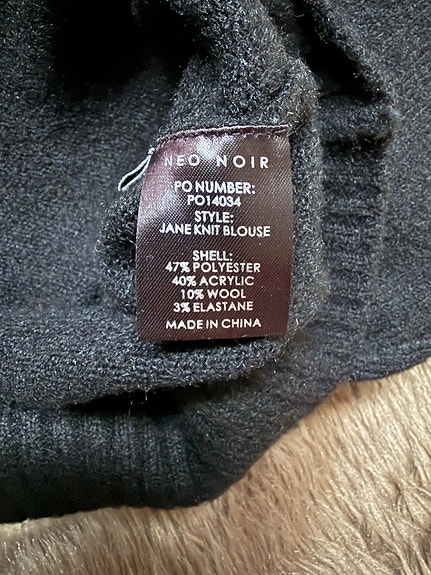 NEO NOIR
PO NUMBER:
PO14034
STYLE:
JANE KNIT BLOUSE
SHELL:
47% POLYESTER
40% ACRYLIC
10% WOOL
3% ELASTANE
MADE IN CHINA